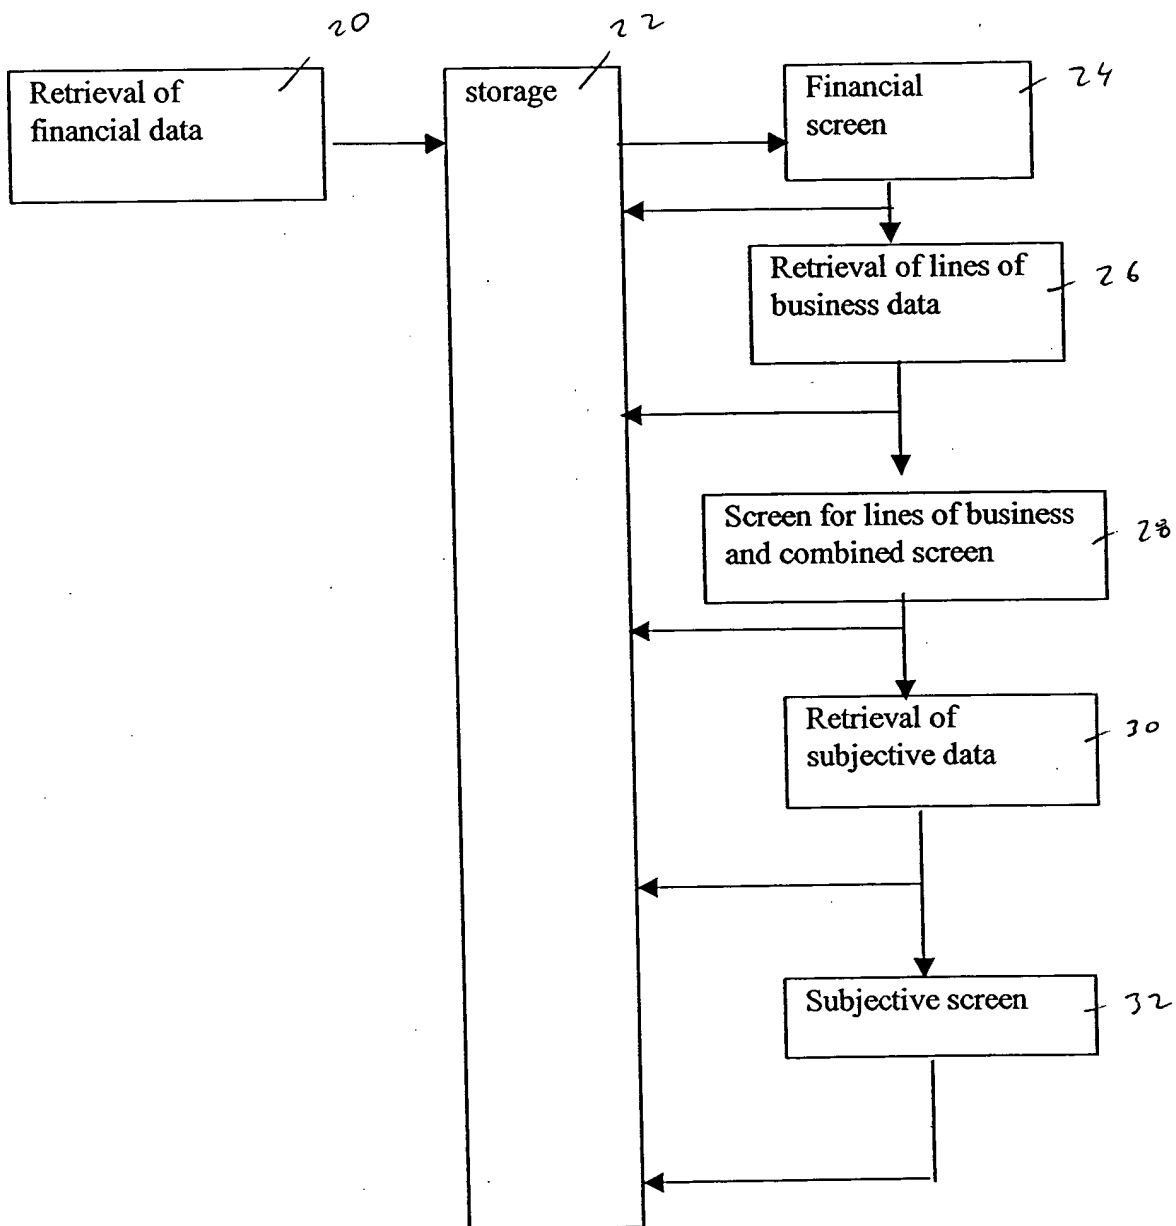 20
22
Retrieval of
financial data
storage
Financial
screen
24
Retrieval of lines of
business data
26
Screen for lines of business
and combined screen
28
Retrieval of
subjective data
30
Subjective screen
32